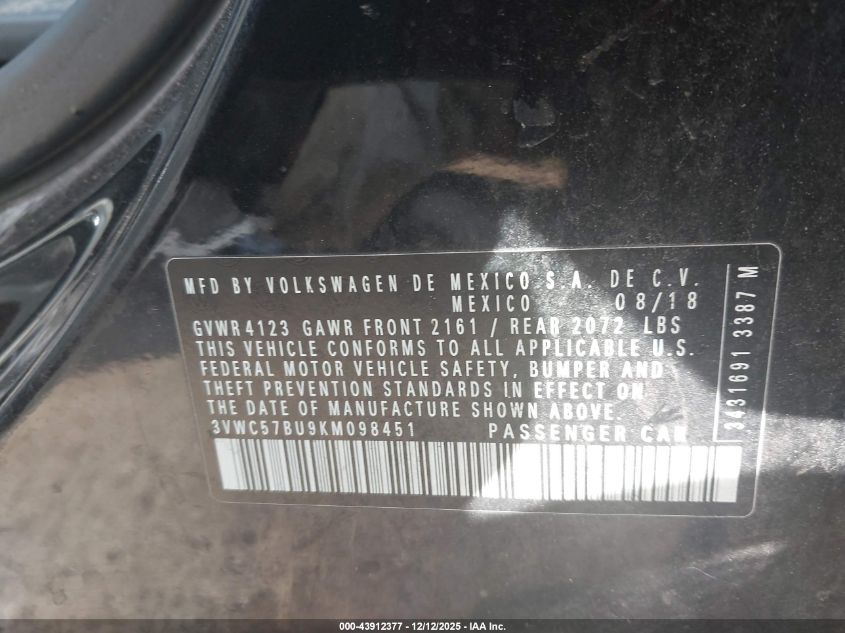 MFD BY VOLKSWAGEN DE MEXICO S.A. DE C.V.
MEXICO 08/18
GVWR 4123 GAWR FRONT 2161 / REAR 2072 LBS
THIS VEHICLE CONFORMS TO ALL APPLICABLE U.S.
FEDERAL MOTOR VEHICLE SAFETY, BUMPER AND
THEFT PREVENTION STANDARDS IN EFFECT ON
THE DATE OF MANUFACTURE SHOWN ABOVE.
3VWC57BU9KM098451 PASSENGER CAR
3431691 3387 M
000-43912377 - 12/12/2025 - IAA Inc.